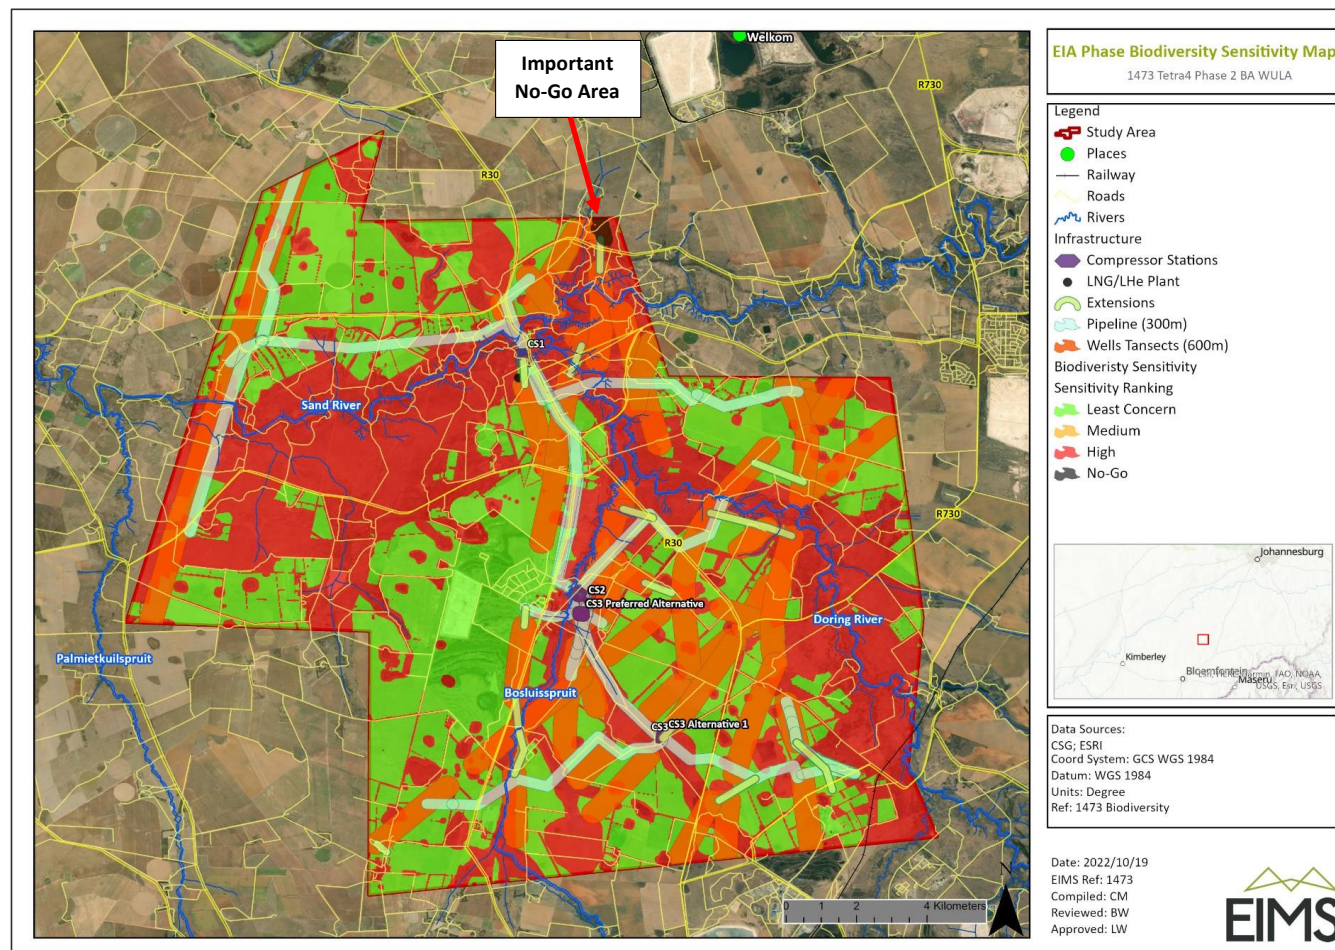 Welkom
Important
No-Go Area
R730
R30
Sand River
CS1
R730
R30
CS2
CS3 Preferred Alternative
Doring River
Palmietkuilspruit
Bosluisspruit
CS3 CS3 Alternative 1
N
0 1 2 4 Kilometers
EIA Phase Biodiversity Sensitivity Map
1473 Tetra4 Phase 2 BA WULA
Legend
Study Area
Places
Railway
Roads
Rivers
Infrastructure
Compressor Stations
LNG/LHe Plant
Extensions
Pipeline (300m)
Wells Tansects (600m)
Biodiveristy Sensitivity
Sensitivity Ranking
Least Concern
Medium
High
No-Go
Johannesburg
Kimberley
Bloemfontein
Maseru
FAO, NOAA,
USGS, Esri, USGS
Data Sources:
CSG; ESRI
Coord System: GCS WGS 1984
Datum: WGS 1984
Units: Degree
Ref: 1473 Biodiversity
Date: 2022/10/19
EIMS Ref: 1473
Compiled: CM
Reviewed: BW
Approved: LW
EIMS